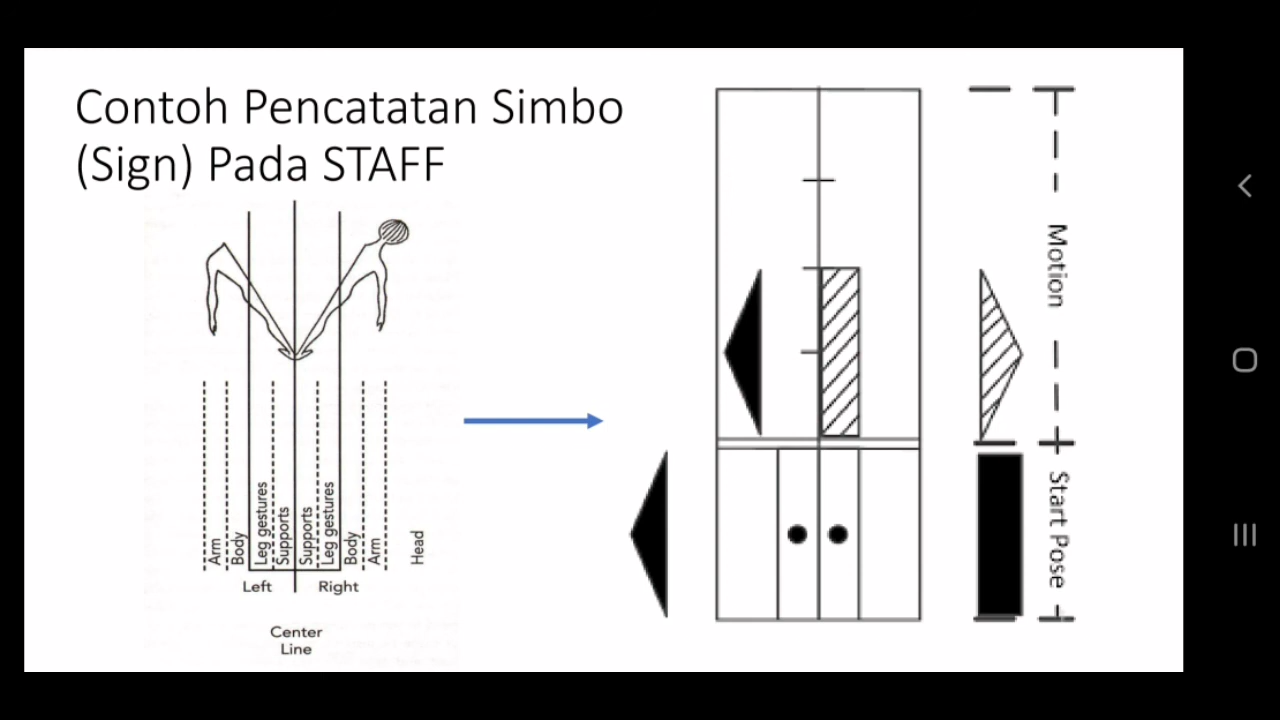 Contoh Pencatatan Simbo
(Sign) Pada STAFF
Arm
Body
Leg gestures
Supports
Supports
Leg gestures
Body
Arm
Head
Left
Right
Center
Line
Motion
Start Pose